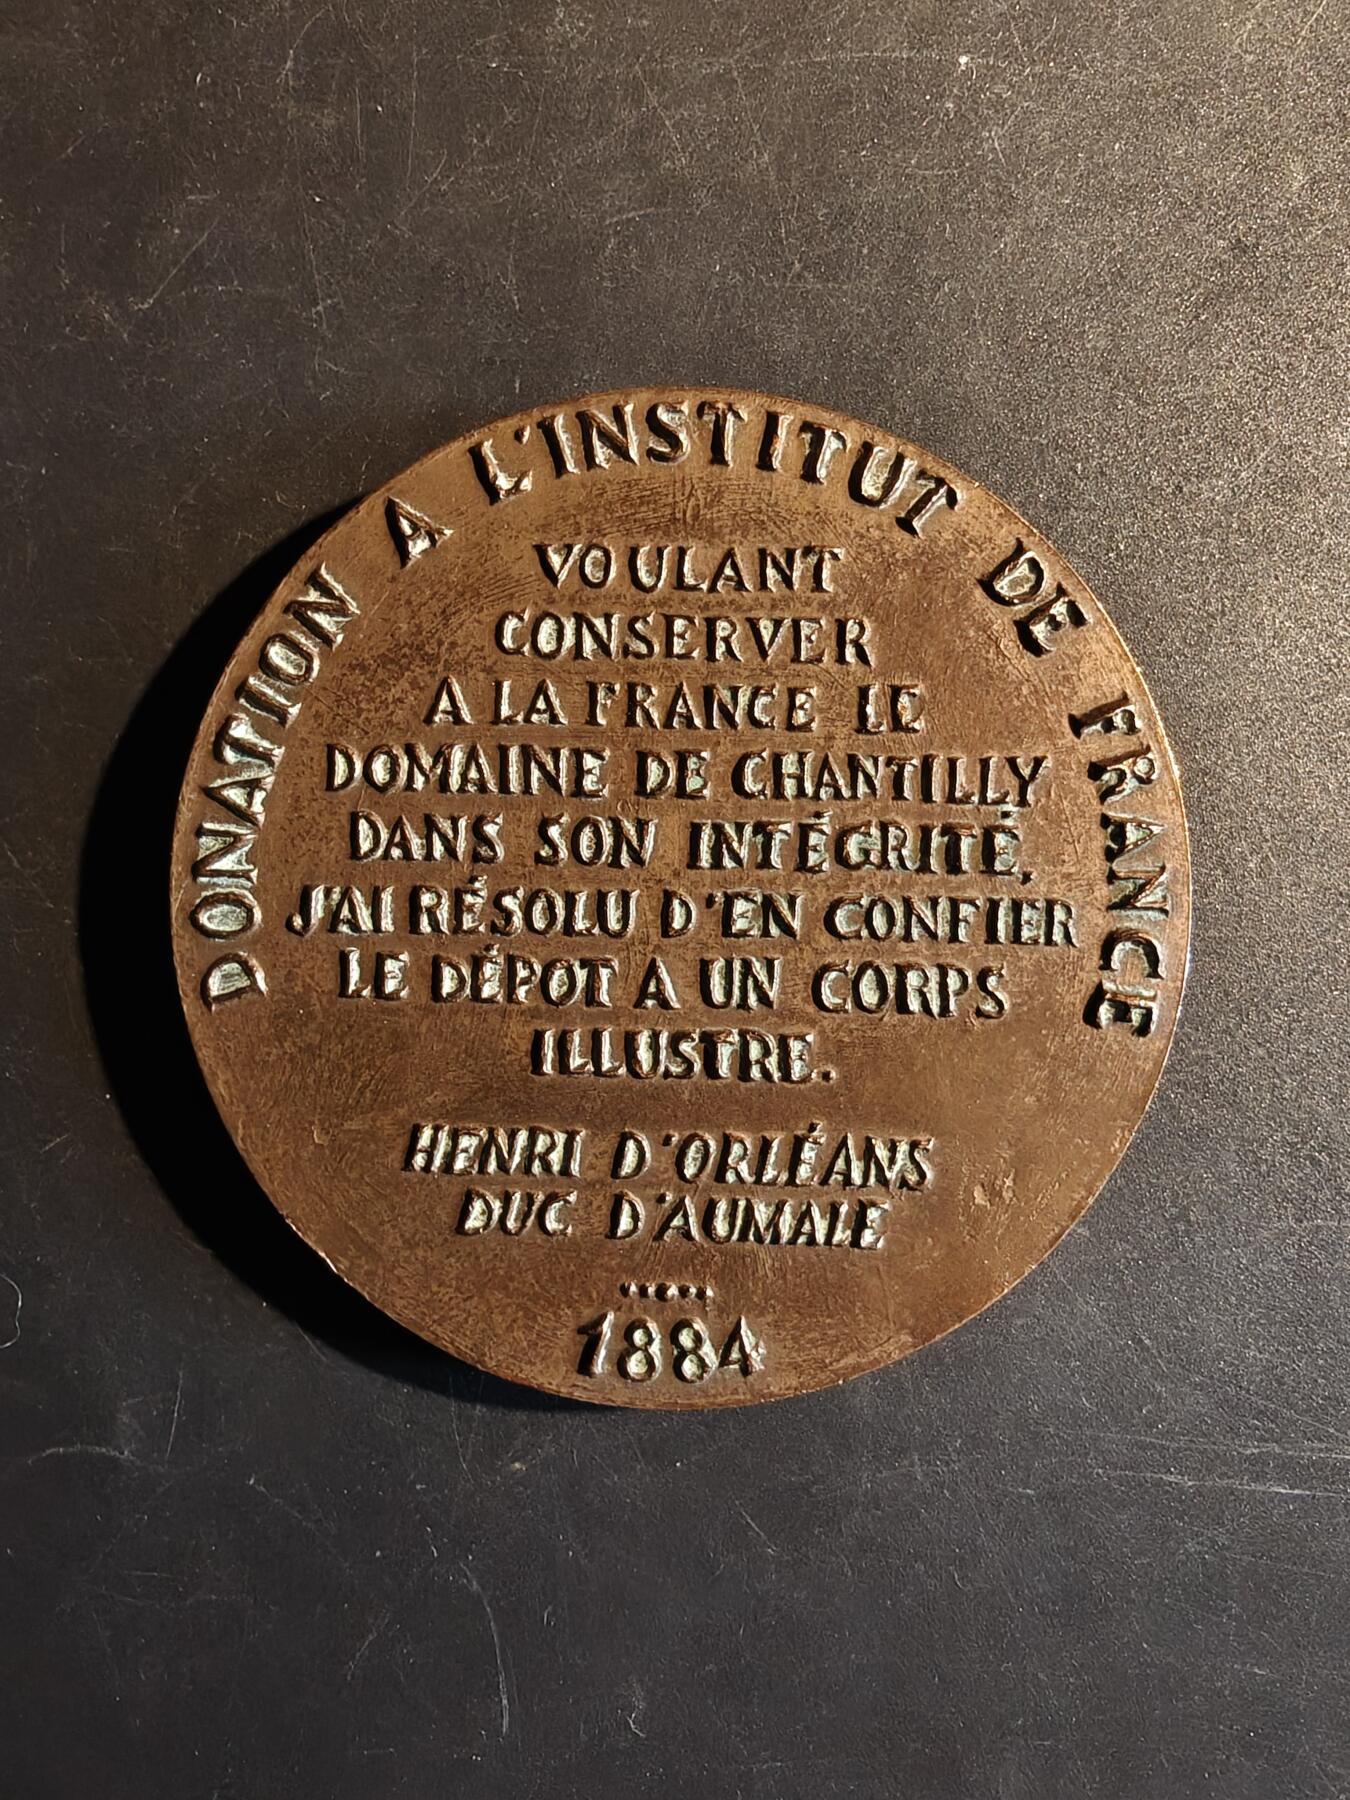 DONATION A L'INSTITUT DE FRANCE
VOULANT
CONSERVER
A LA FRANCE LE
DOMAINE DE CHANTILLY
DANS SON INTÉGRITÉ,
J'AI RÉSOLU D'EN CONFIER
LE DÉPOT A UN CORPS
ILLUSTRE.
HENRI D'ORLÉANS
DUC D'AUMALE
.....
1884